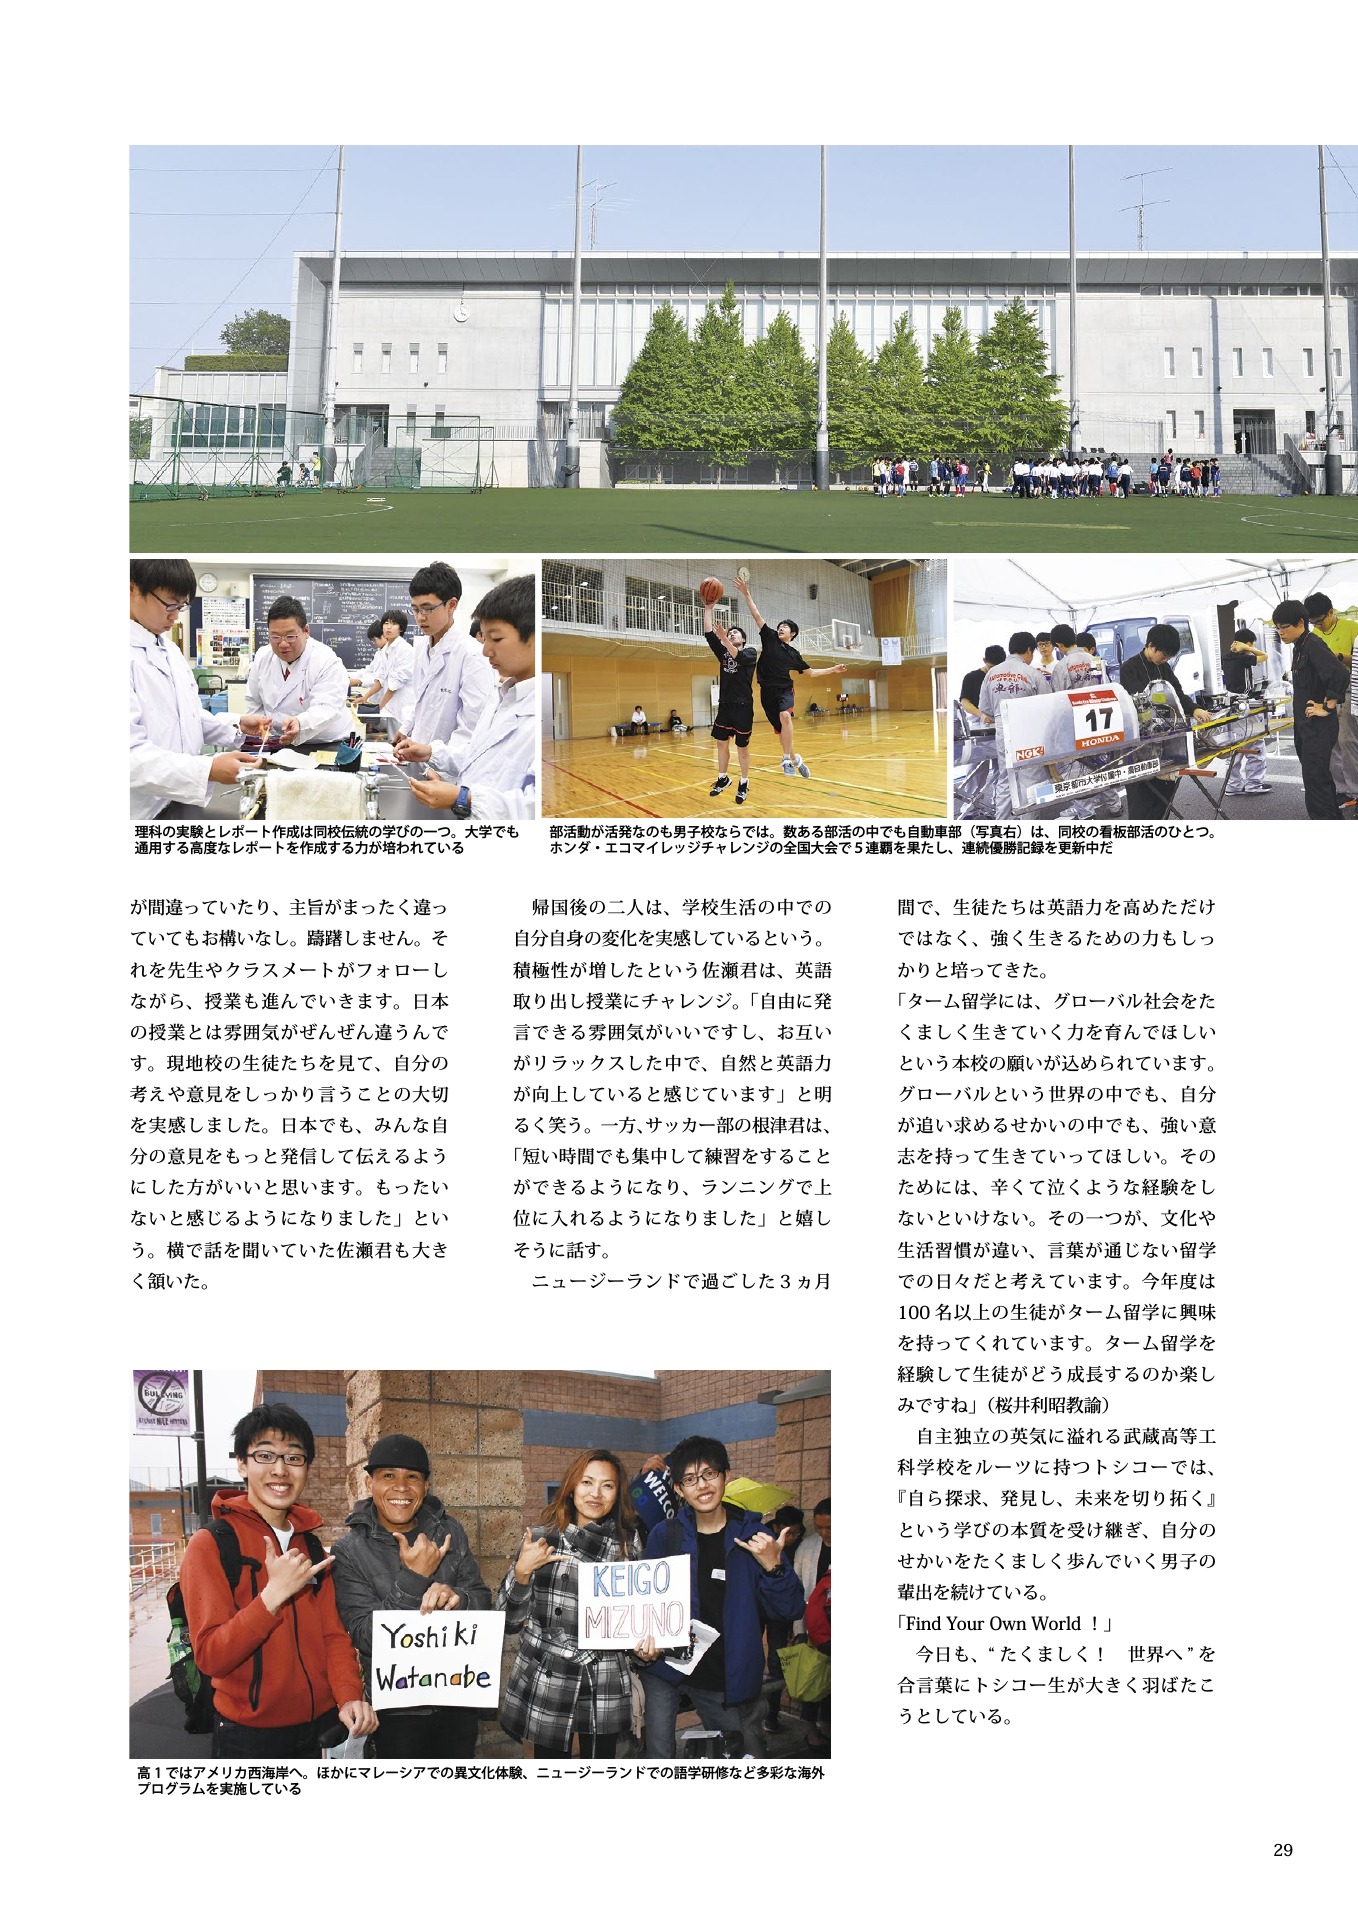 17
HONDA
NGK
東京都市大学付属中・高自動車部
理科の実験とレポート作成は同校伝統の学びの一つ。大学でも
通用する高度なレポートを作成する力が培われている
部活動が活発なのも男子校ならでは。数ある部活の中でも自動車部（写真右）は、同校の看板部活のひとつ。
ホンダ・エコマイレッジチャレンジの全国大会で５連覇を果たし、連続優勝記録を更新中だ
が間違っていたり、主旨がまったく違っ
ていてもお構いなし。躊躇しません。そ
れを先生やクラスメートがフォローし
ながら、授業も進んでいきます。日本
の授業とは雰囲気がぜんぜん違うんで
す。現地校の生徒たちを見て、自分の
考えや意見をしっかり言うことの大切
を実感しました。日本でも、みんな自
分の意見をもっと発信して伝えるよう
にした方がいいと思います。もったい
ないと感じるようになりました」とい
う。横で話を聞いていた佐瀬君も大き
く頷いた。
帰国後の二人は、学校生活の中での
自分自身の変化を実感しているという。
積極性が増したという佐瀬君は、英語
取り出し授業にチャレンジ。「自由に発
言できる雰囲気がいいですし、お互い
がリラックスした中で、自然と英語力
が向上していると感じています」と明
るく笑う。一方、サッカー部の根津君は、
「短い時間でも集中して練習をすること
ができるようになり、ランニングで上
位に入れるようになりました」と嬉し
そうに話す。
ニュージーランドで過ごした３ヵ月
間で、生徒たちは英語力を高めただけ
ではなく、強く生きるための力もしっ
かりと培ってきた。
「ターム留学には、グローバル社会をた
くましく生きていく力を育んでほしい
という本校の願いが込められています。
グローバルという世界の中でも、自分
が追い求めるせかいの中でも、強い意
志を持って生きていってほしい。その
ためには、辛くて泣くような経験をし
ないといけない。その一つが、文化や
生活習慣が違い、言葉が通じない留学
での日々だと考えています。今年度は
100 名以上の生徒がターム留学に興味
を持ってくれています。ターム留学を
経験して生徒がどう成長するのか楽し
みですね」（桜井利昭教諭）
自主独立の英気に溢れる武蔵高等工
科学校をルーツに持つトシコーでは、
『自ら探求、発見し、未来を切り拓く』
という学びの本質を受け継ぎ、自分の
せかいをたくましく歩んでいく男子の
輩出を続けている。
「Find Your Own World ！」
今日も、“ たくましく！　世界へ ” を
合言葉にトシコー生が大きく羽ばたこ
うとしている。
BULLYING
WELCO
KEIGO
MIZUNO
Yoshiki
Watanabe
高１ではアメリカ西海岸へ。ほかにマレーシアでの異文化体験、ニュージーランドでの語学研修など多彩な海外
プログラムを実施している
29